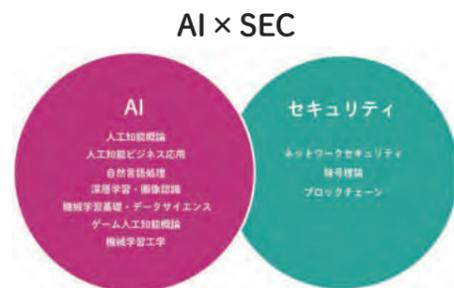 AI × SEC
AI
人工知能概論
人工知能ビジネス応用
自然言語処理
深層学習・画像認識
機械学習基礎・データサイエンス
ゲーム人工知能概論
機械学習工学
セキュリティ
ネットワークセキュリティ
暗号理論
ブロックチェーン